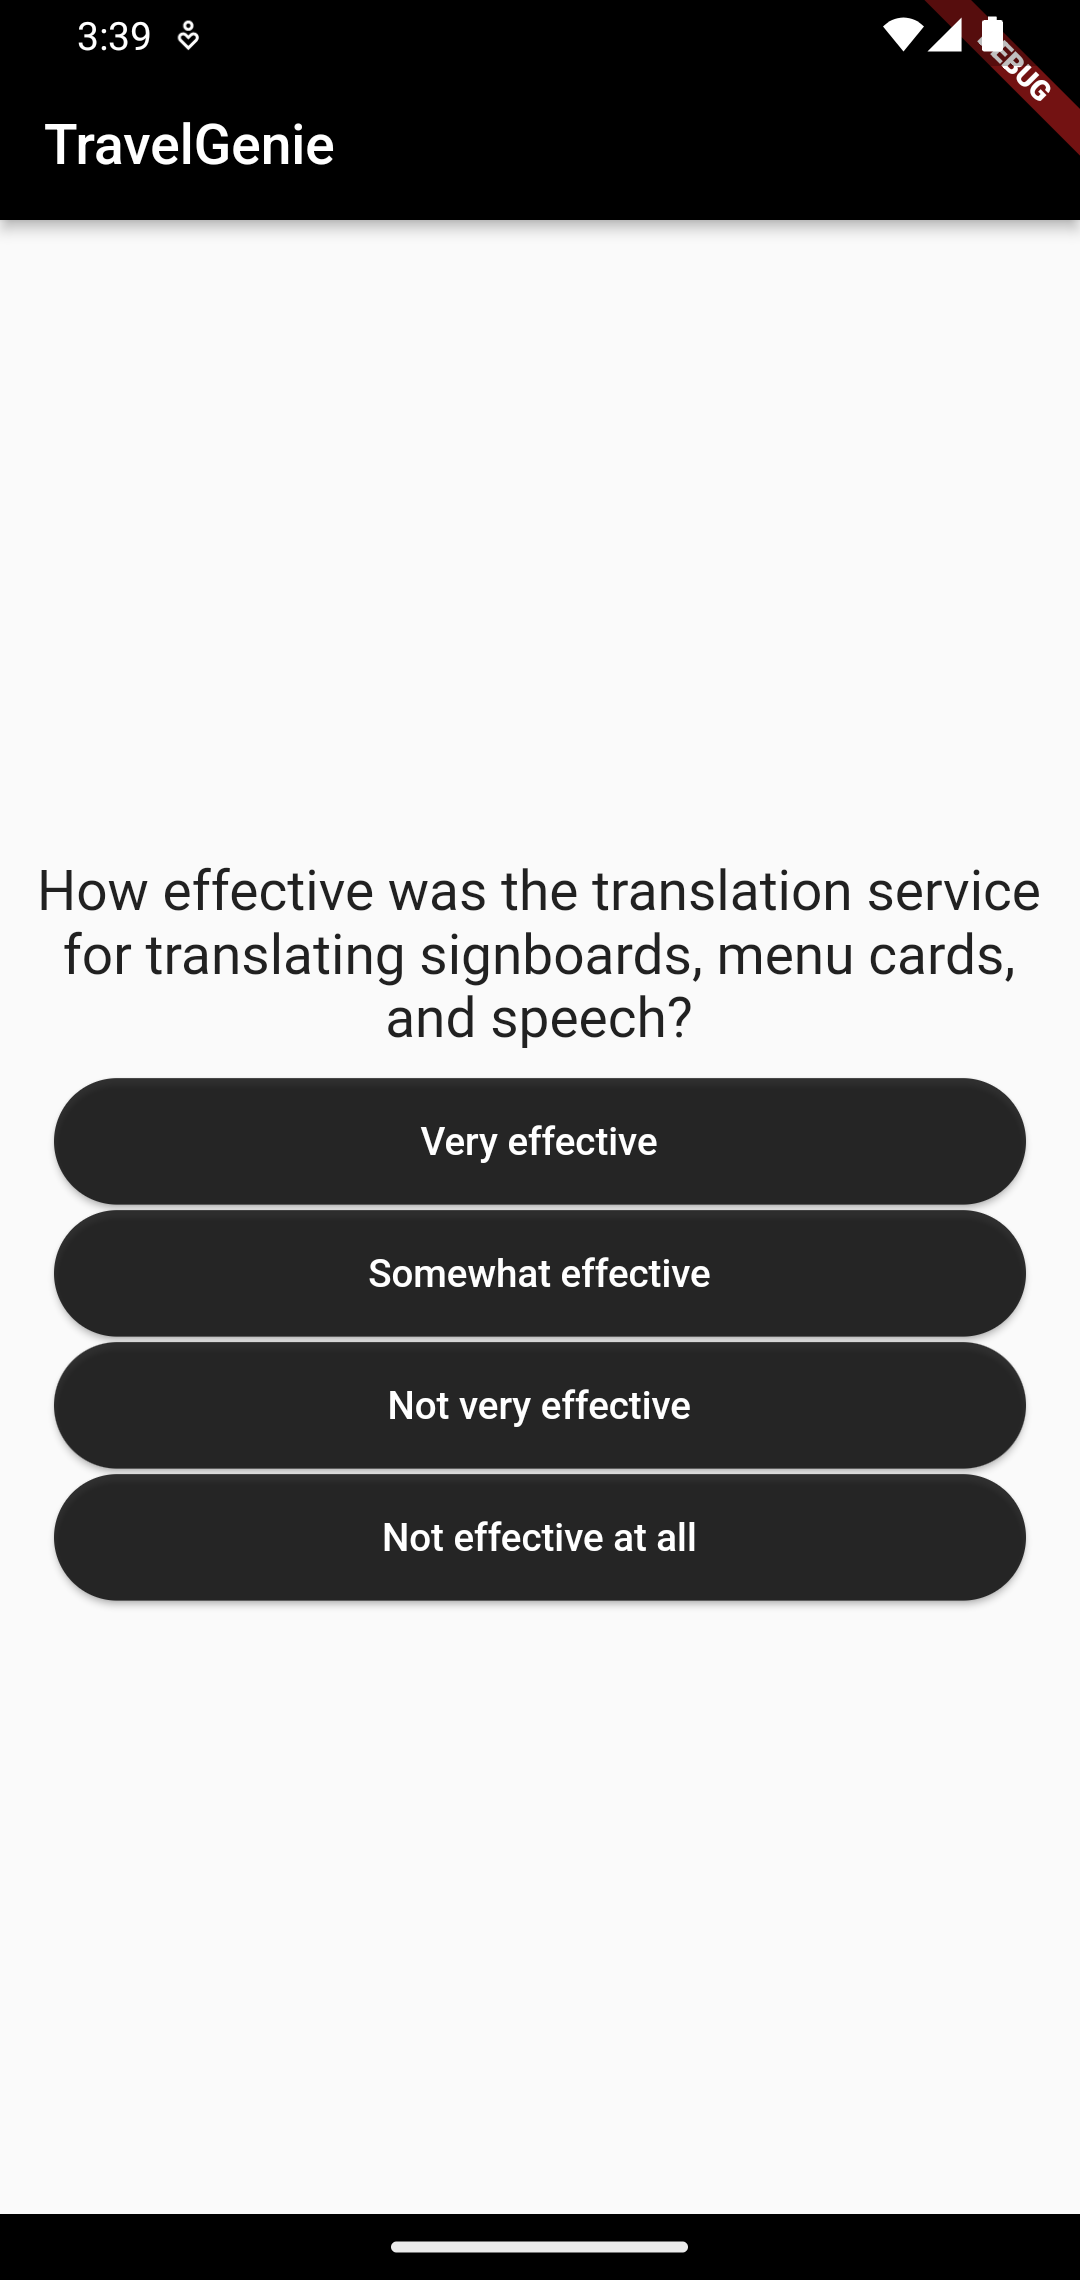 3:39
DEBUG
TravelGenie
How effective was the translation service
for translating signboards, menu cards,
and speech?
Very effective
Somewhat effective
Not very effective
Not effective at all